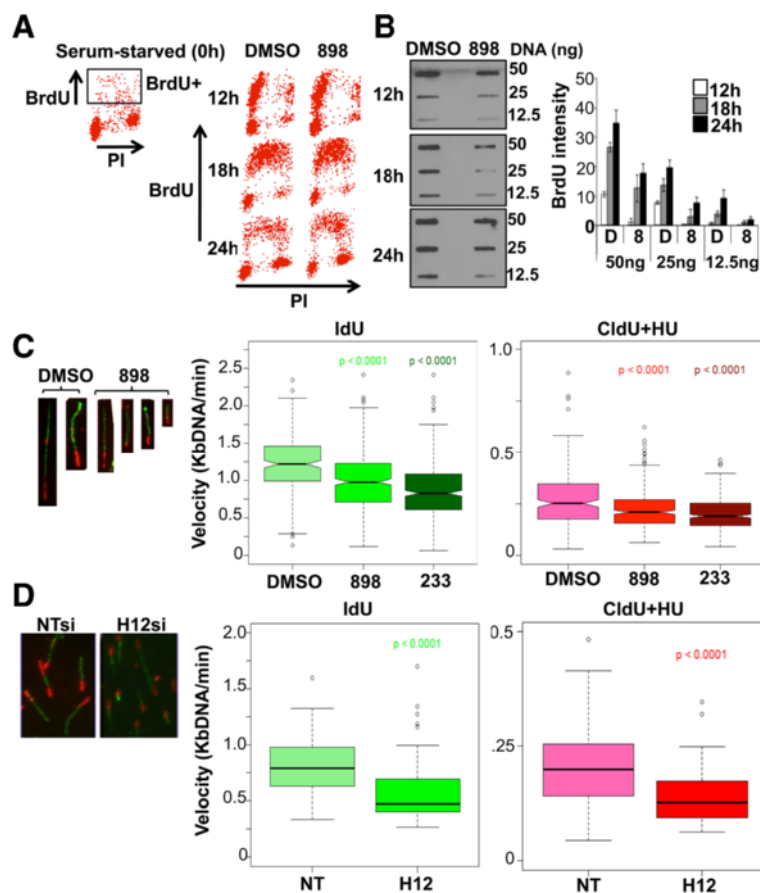 A
Serum-starved (0h)
BrdU
BrdU+
PI
DMSO 898
12h
18h
24h
BrdU
PI
B
DMSO 898 DNA (ng)
12h
50
25
12.5
18h
50
25
12.5
24h
50
25
12.5
BrdU intensity
50
40
30
20
10
0
12h
18h
24h
D 8 D 8 D 8
50ng 25ng 12.5ng
C
DMSO 898
IdU
Velocity (KbDNA/min)
2.5
2.0
1.5
1.0
0.5
0
p < 0.0001 p < 0.0001
DMSO 898 233
CldU+HU
1.0
0.5
0
p < 0.0001 p < 0.0001
DMSO 898 233
D
NTsi H12si
IdU
Velocity (KbDNA/min)
2.0
1.5
1.0
0.5
0
p < 0.0001
NT H12
CldU+HU
0.5
.25
0
p < 0.0001
NT H12